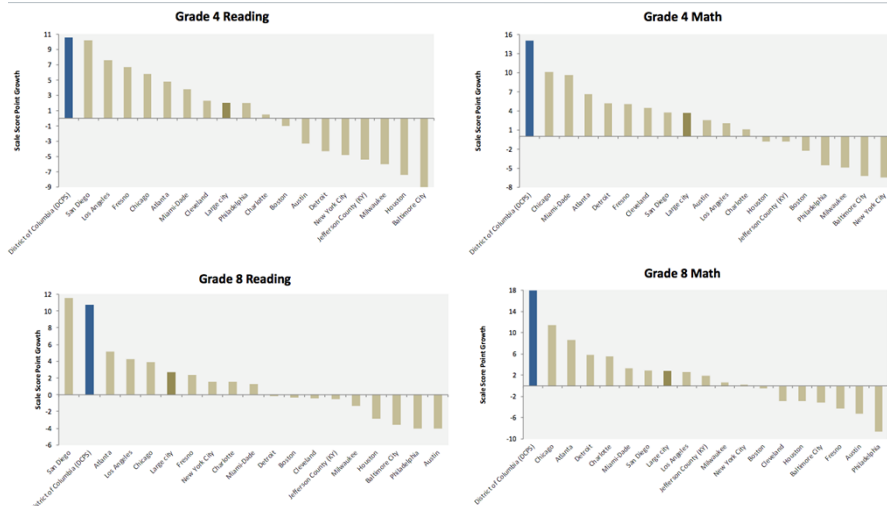 Grade 4 Reading
Scale Score Point Growth
11
9
7
5
3
1
-1
-3
-5
-7
-9
District of Columbia (DCPS)
San Diego
Los Angeles
Fresno
Chicago
Atlanta
Miami-Dade
Cleveland
Large city
Philadelphia
Charlotte
Boston
Austin
Detroit
New York City
Jefferson County (KY)
Milwaukee
Houston
Baltimore City
Grade 4 Math
Scale Score Point Growth
16
13
10
7
4
1
-2
-5
-8
District of Columbia (DCPS)
Chicago
Miami-Dade
Atlanta
Detroit
Fresno
Cleveland
San Diego
Large city
Austin
Los Angeles
Charlotte
Houston
Jefferson County (KY)
Boston
Philadelphia
Milwaukee
Baltimore City
New York City
Grade 8 Reading
Scale Score Point Growth
12
10
8
6
4
2
0
-2
-4
-6
San Diego
District of Columbia (DCPS)
Atlanta
Los Angeles
Chicago
Large city
Fresno
New York City
Charlotte
Miami-Dade
Detroit
Boston
Cleveland
Jefferson County (KY)
Milwaukee
Houston
Baltimore City
Philadelphia
Austin
Grade 8 Math
Scale Score Point Growth
18
14
10
6
2
-2
-6
-10
District of Columbia (DCPS)
Chicago
Atlanta
Detroit
Charlotte
Miami-Dade
San Diego
Large city
Los Angeles
Jefferson County (KY)
Milwaukee
New York City
Boston
Cleveland
Houston
Baltimore City
Fresno
Austin
Philadelphia